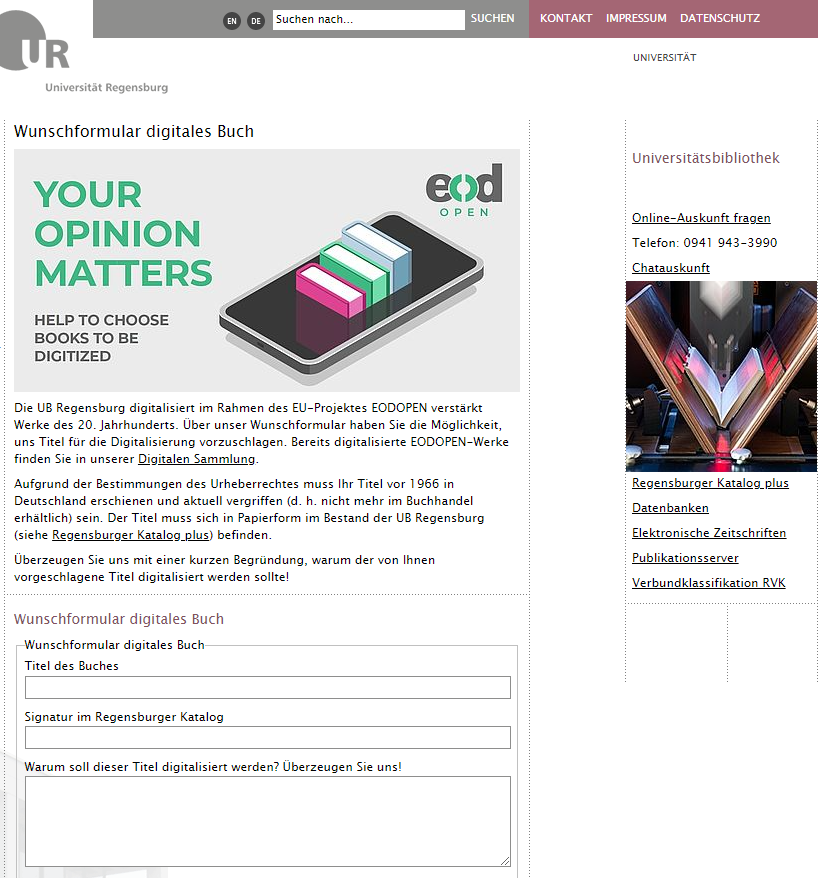 EN DE Suchen nach... SUCHEN KONTAKT IMPRESSUM DATENSCHUTZ
UR
Universität Regensburg
UNIVERSITÄT
Wunschformular digitales Buch
YOUR
OPINION
MATTERS
HELP TO CHOOSE
BOOKS TO BE
DIGITIZED
eod
OPEN
Die UB Regensburg digitalisiert im Rahmen des EU-Projektes EODOPEN verstärkt
Werke des 20. Jahrhunderts. Über unser Wunschformular haben Sie die Möglichkeit,
uns Titel für die Digitalisierung vorzuschlagen. Bereits digitalisierte EODOPEN-Werke
finden Sie in unserer Digitalen Sammlung.
Aufgrund der Bestimmungen des Urheberrechtes muss Ihr Titel vor 1966 in
Deutschland erschienen und aktuell vergriffen (d. h. nicht mehr im Buchhandel
erhältlich) sein. Der Titel muss sich in Papierform im Bestand der UB Regensburg
(siehe Regensburger Katalog plus) befinden.
Überzeugen Sie uns mit einer kurzen Begründung, warum der von Ihnen
vorgeschlagene Titel digitalisiert werden sollte!
Wunschformular digitales Buch
Wunschformular digitales Buch
Titel des Buches
Signatur im Regensburger Katalog
Warum soll dieser Titel digitalisiert werden? Überzeugen Sie uns!
Universitätsbibliothek
Online-Auskunft fragen
Telefon: 0941 943-3990
Chatauskunft
Regensburger Katalog plus
Datenbanken
Elektronische Zeitschriften
Publikationsserver
Verbundklassifikation RVK